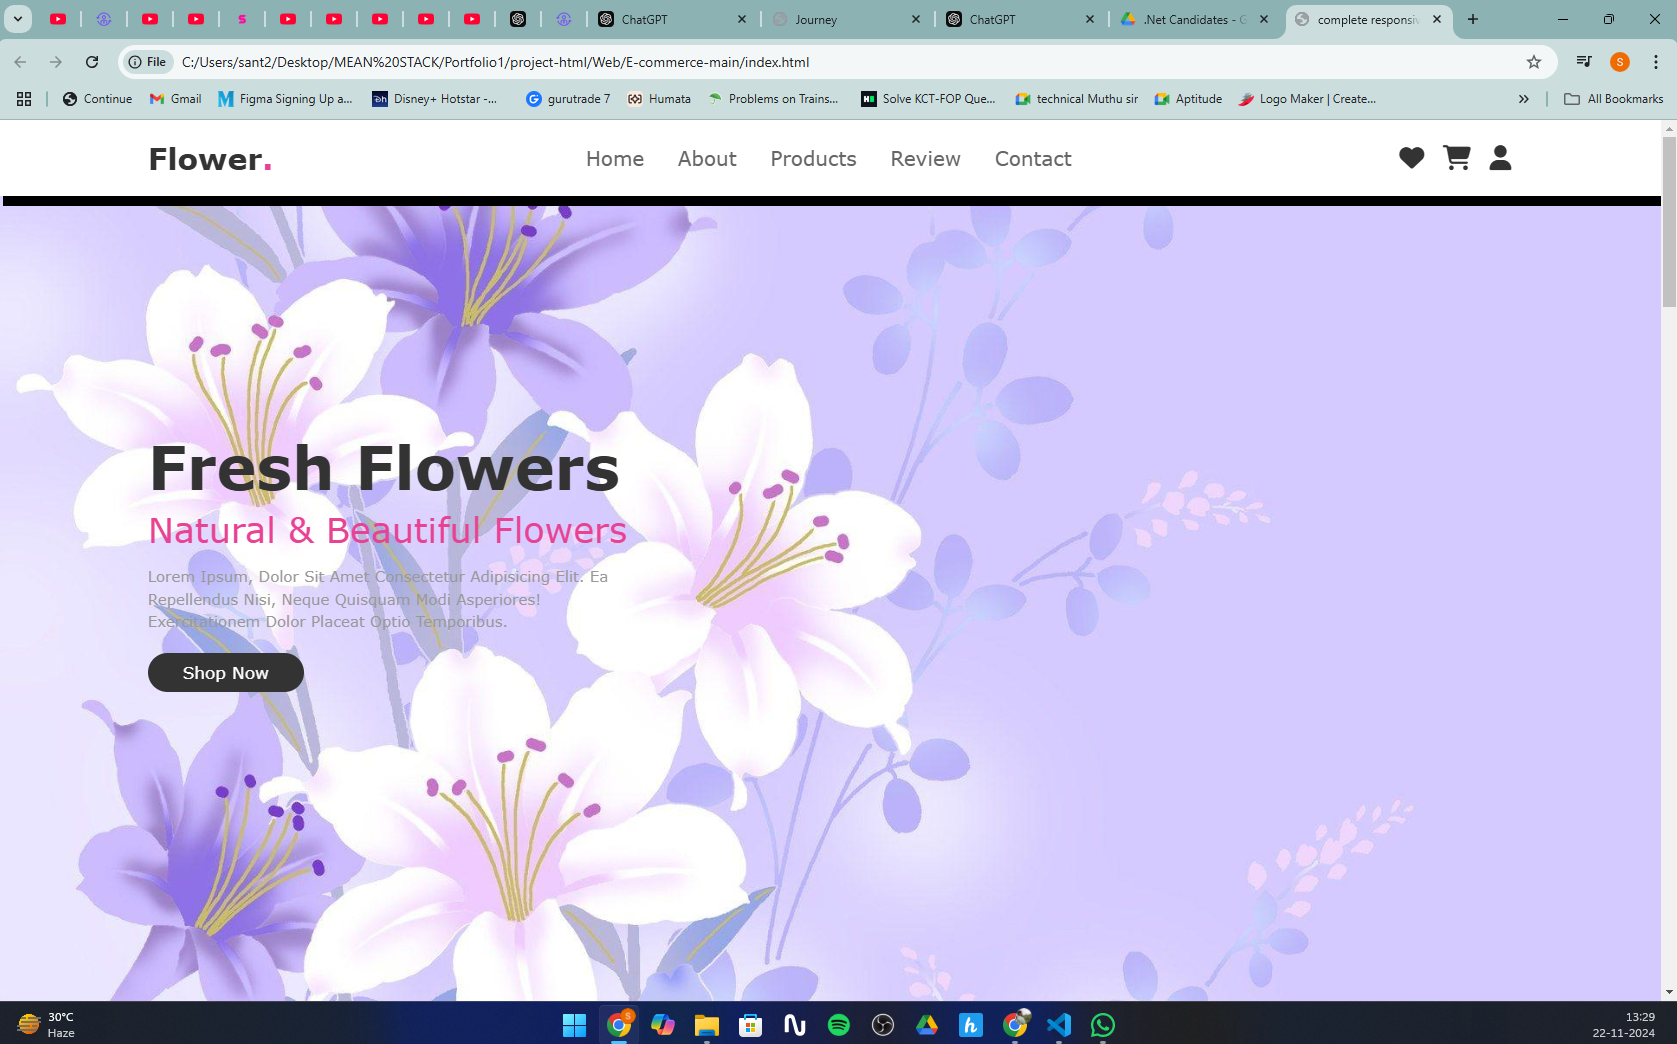 ChatGPT
Journey
ChatGPT
.Net Candidates - G
complete responsiv
File
C:/Users/sant2/Desktop/MEAN%20STACK/Portfolio1/project-html/Web/E-commerce-main/index.html
S
Continue
Gmail
Figma Signing Up a...
Disney+ Hotstar -...
gurutrade 7
Humata
Problems on Trains...
Solve KCT-FOP Que...
technical Muthu sir
Aptitude
Logo Maker | Create...
All Bookmarks
Flower.
Home
About
Products
Review
Contact
Fresh Flowers
Natural & Beautiful Flowers
Lorem Ipsum, Dolor Sit Amet Consectetur Adipisicing Elit. Ea
Repellendus Nisi, Neque Quisquam Modi Asperiores!
Exercitationem Dolor Placeat Optio Temporibus.
Shop Now
30°C
Haze
13:29
22-11-2024